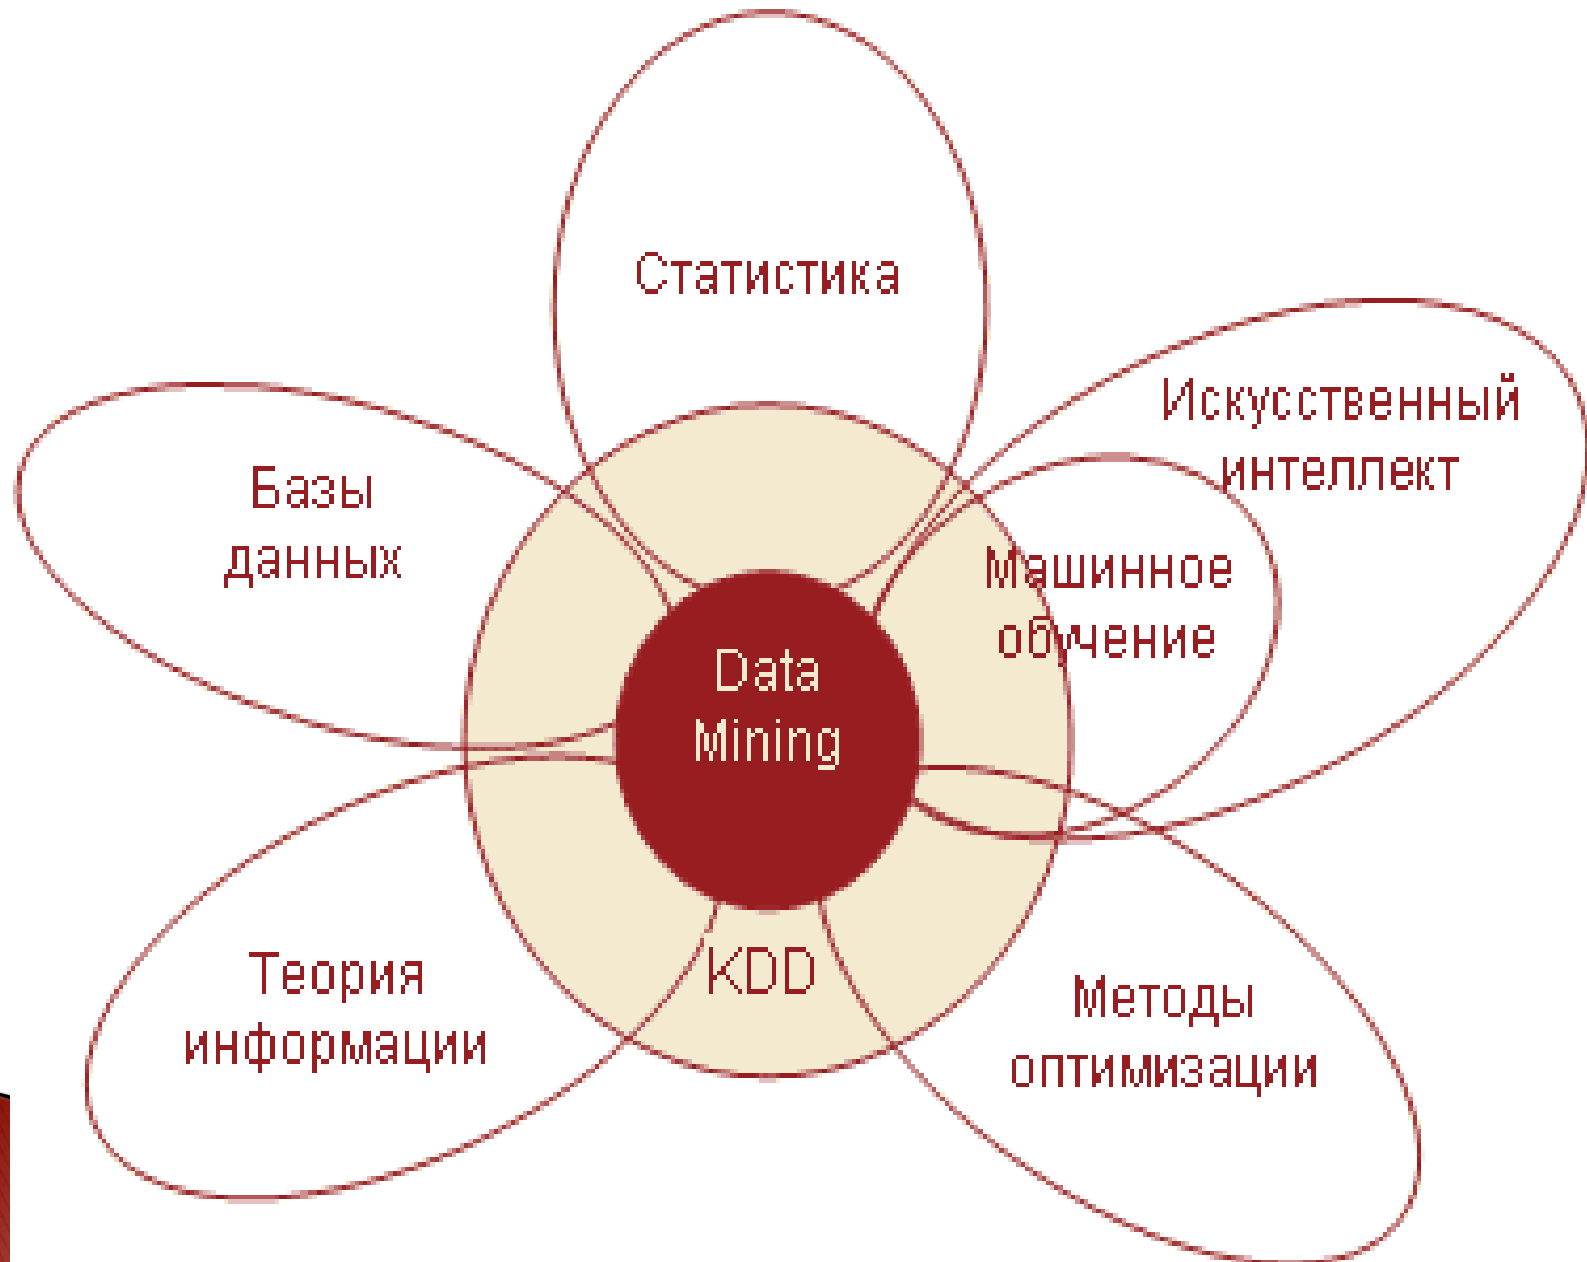 Статистика
Искусственный
интеллект
Базы
данных
Машинное
обучение
Data
Mining
Теория
информации
KDD
Методы
оптимизации